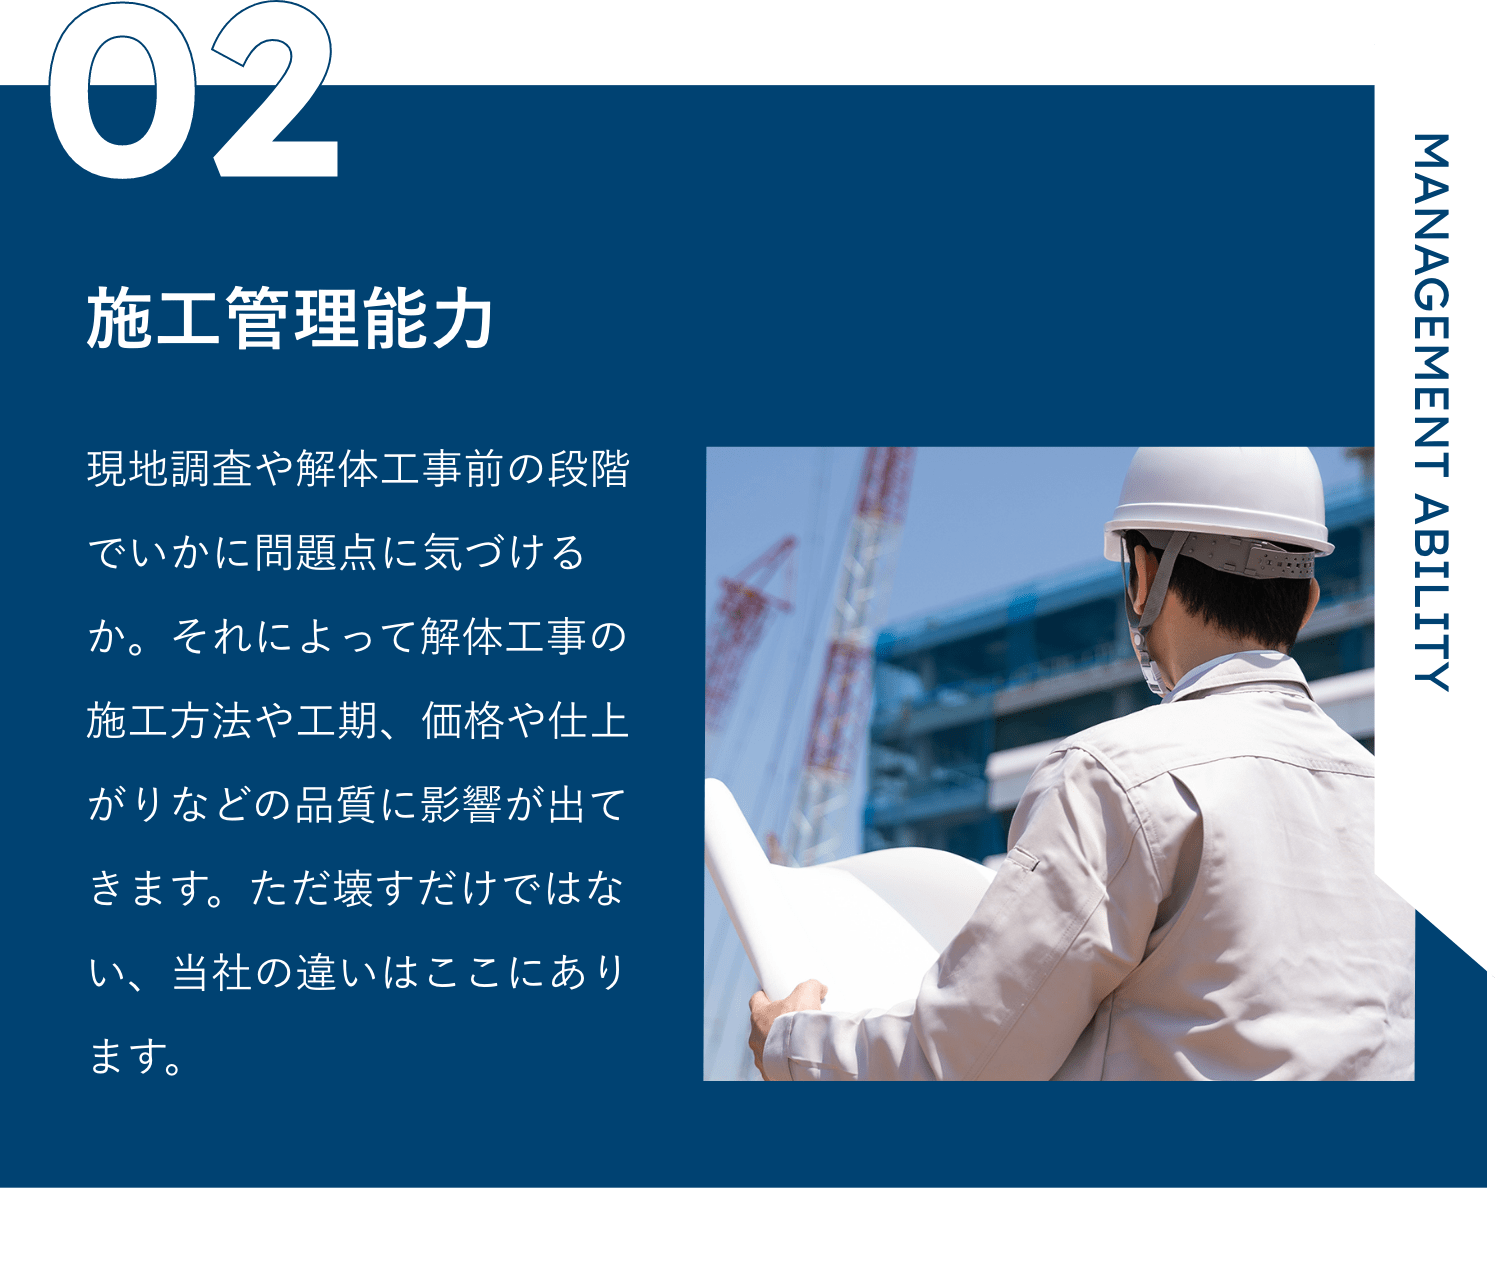 02
施工管理能力
現地調査や解体工事前の段階
でいかに問題点に気づける
か。それによって解体工事の
施工方法や工期、価格や仕上
がりなどの品質に影響が出て
きます。ただ壊すだけではな
い、当社の違いはここにあり
ます。
MANAGEMENT ABILITY